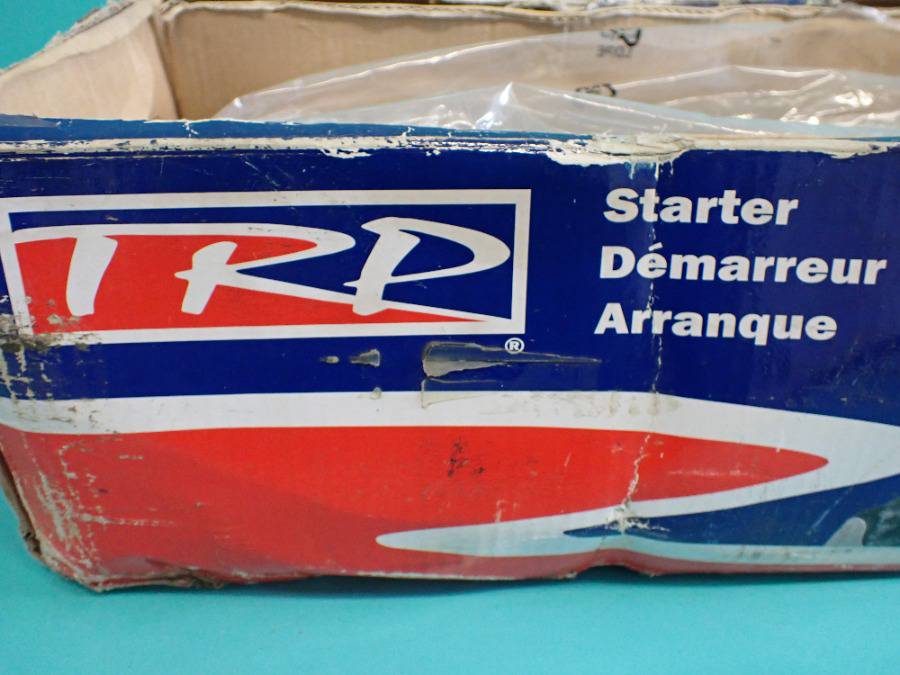 TRP
®
Starter
Démarreur
Arranque